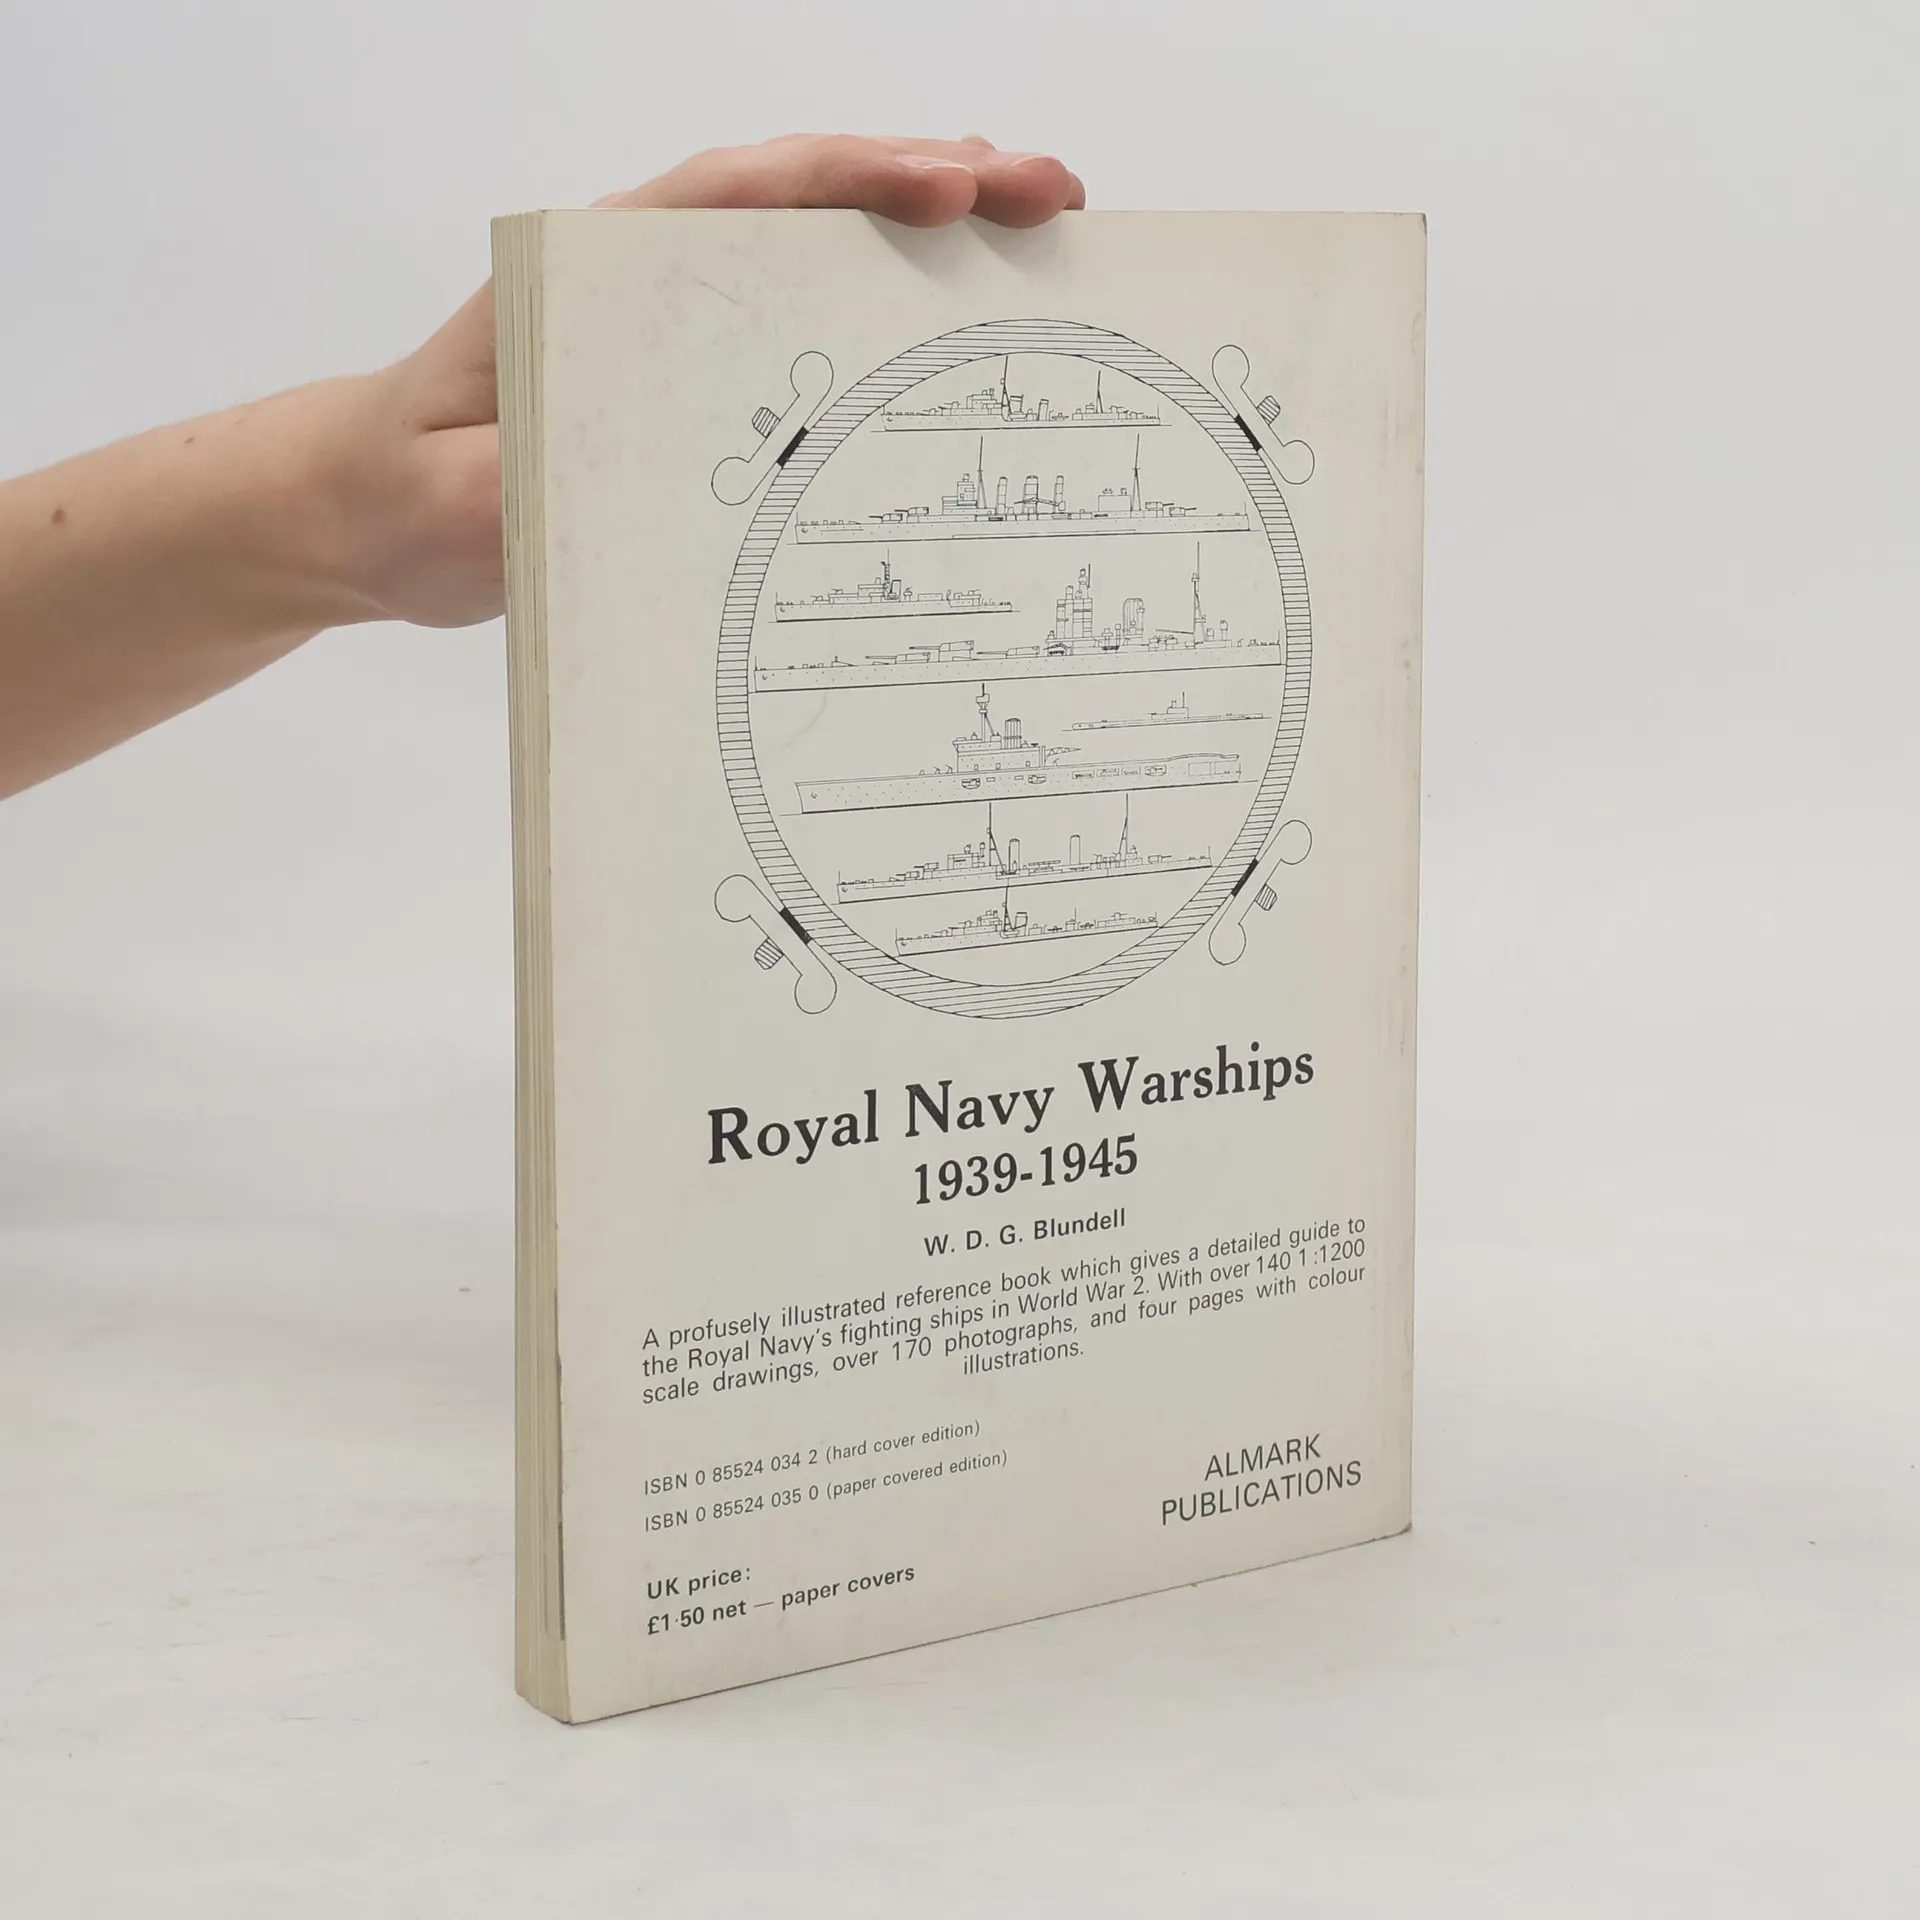 Royal Navy Warships
1939-1945
W. D. G. Blundell
A profusely illustrated reference book which gives a detailed guide to
the Royal Navy's fighting ships in World War 2. With over 140 1:1200
scale drawings, over 170 photographs, and four pages with colour
illustrations.
ISBN 0 85524 034 2 (hard cover edition)
ISBN 0 85524 035 0 (paper covered edition)
ALMARK
PUBLICATIONS
UK price:
£1·50 net — paper covers